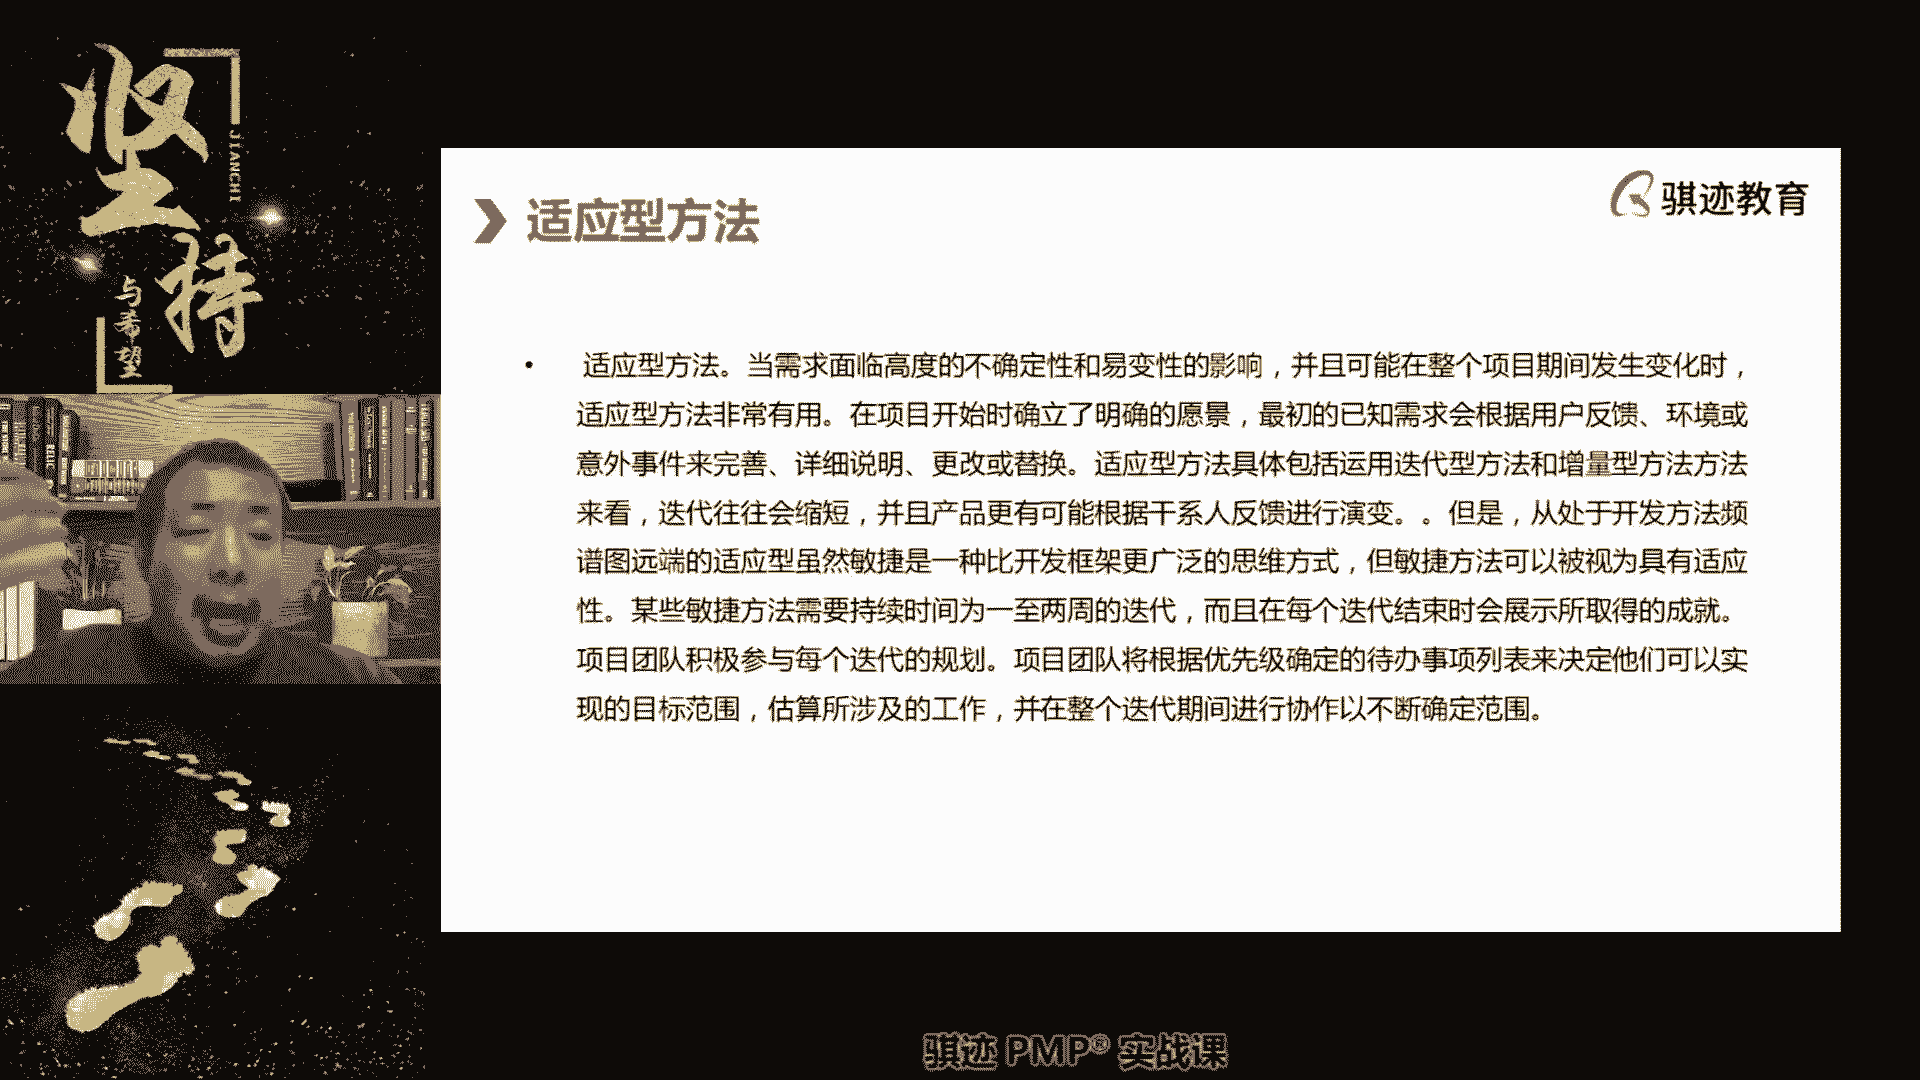 坚持
JIANCHI
与希望
骐迹教育
适应型方法
• 适应型方法。当需求面临高度的不确定性和易变性的影响，并且可能在整个项目期间发生变化时，
适应型方法非常有用。在项目开始时确立了明确的愿景，最初的已知需求会根据用户反馈、环境或
意外事件来完善、详细说明、更改或替换。适应型方法具体包括运用迭代型方法和增量型方法方法
来看，迭代往往会缩短，并且产品更有可能根据干系人反馈进行演变。。但是，从处于开发方法频
谱图远端的适应型虽然敏捷是一种比开发框架更广泛的思维方式，但敏捷方法可以被视为具有适应
性。某些敏捷方法需要持续时间为一至两周的迭代，而且在每个迭代结束时会展示所取得的成就。
项目团队积极参与每个迭代的规划。项目团队将根据优先级确定的待办事项列表来决定他们可以实
现的目标范围，估算所涉及的工作，并在整个迭代期间进行协作以不断确定范围。
骐迹 PMP® 实战课